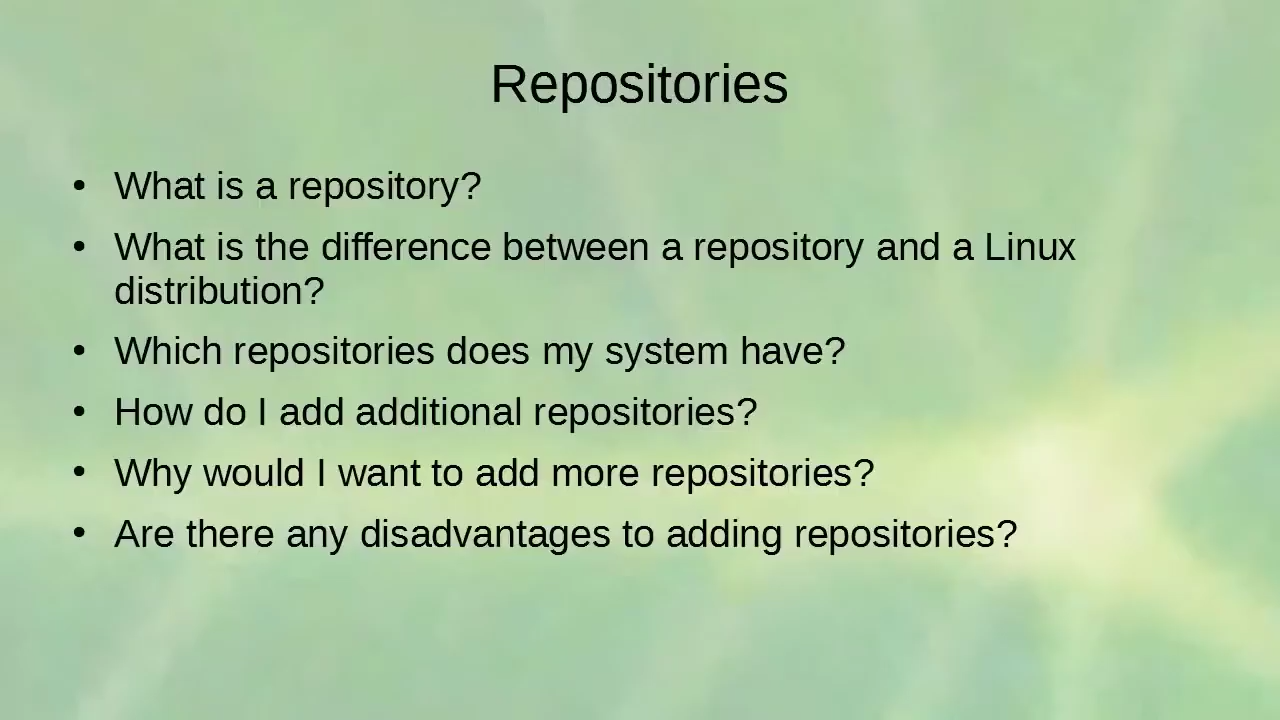 Repositories
• What is a repository?
• What is the difference between a repository and a Linux
distribution?
• Which repositories does my system have?
• How do I add additional repositories?
• Why would I want to add more repositories?
• Are there any disadvantages to adding repositories?